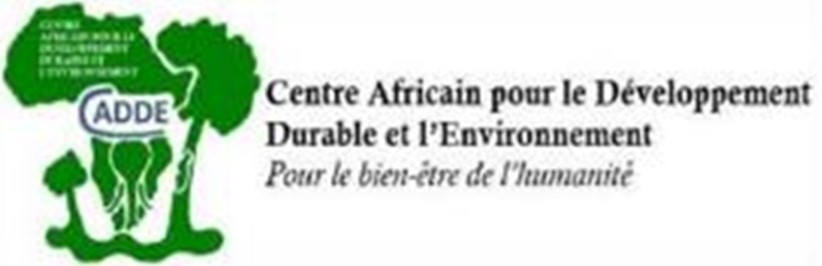 CENTRE
AFRICAIN POUR LE
DEVELOPPEMENT
DURABLE ET
L'ENVIRONNEMENT
CADDE
Centre Africain pour le Développement
Durable et l'Environnement
Pour le bien-être de l'humanité